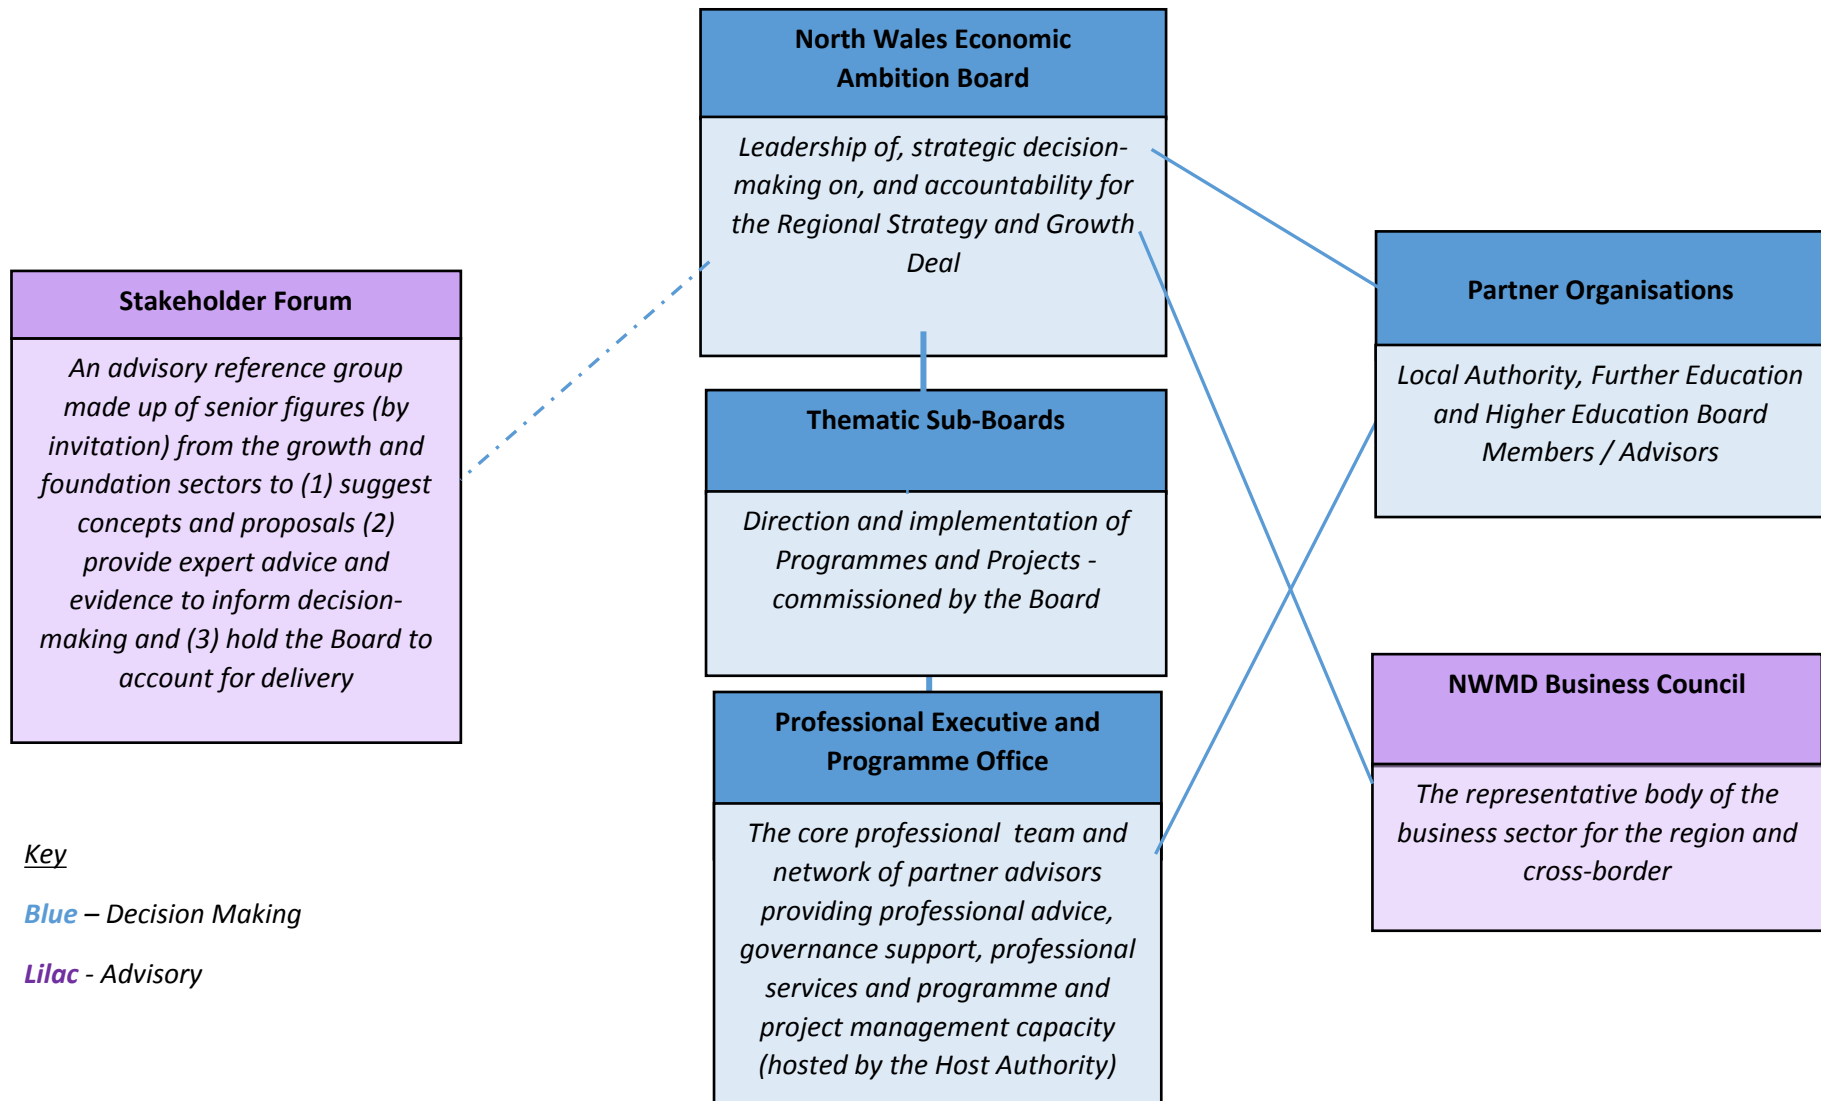 North Wales Economic
Ambition Board
Leadership of, strategic decision-
making on, and accountability for
the Regional Strategy and Growth
Deal
Stakeholder Forum
An advisory reference group
made up of senior figures (by
invitation) from the growth and
foundation sectors to (1) suggest
concepts and proposals (2)
provide expert advice and
evidence to inform decision-
making and (3) hold the Board to
account for delivery
Thematic Sub-Boards
Direction and implementation of
Programmes and Projects -
commissioned by the Board
Professional Executive and
Programme Office
The core professional  team and
network of partner advisors
providing professional advice,
governance support, professional
services and programme and
project management capacity
(hosted by the Host Authority)
Partner Organisations
Local Authority, Further Education
and Higher Education Board
Members / Advisors
NWMD Business Council
The representative body of the
business sector for the region and
cross-border
Key
Blue – Decision Making
Lilac - Advisory